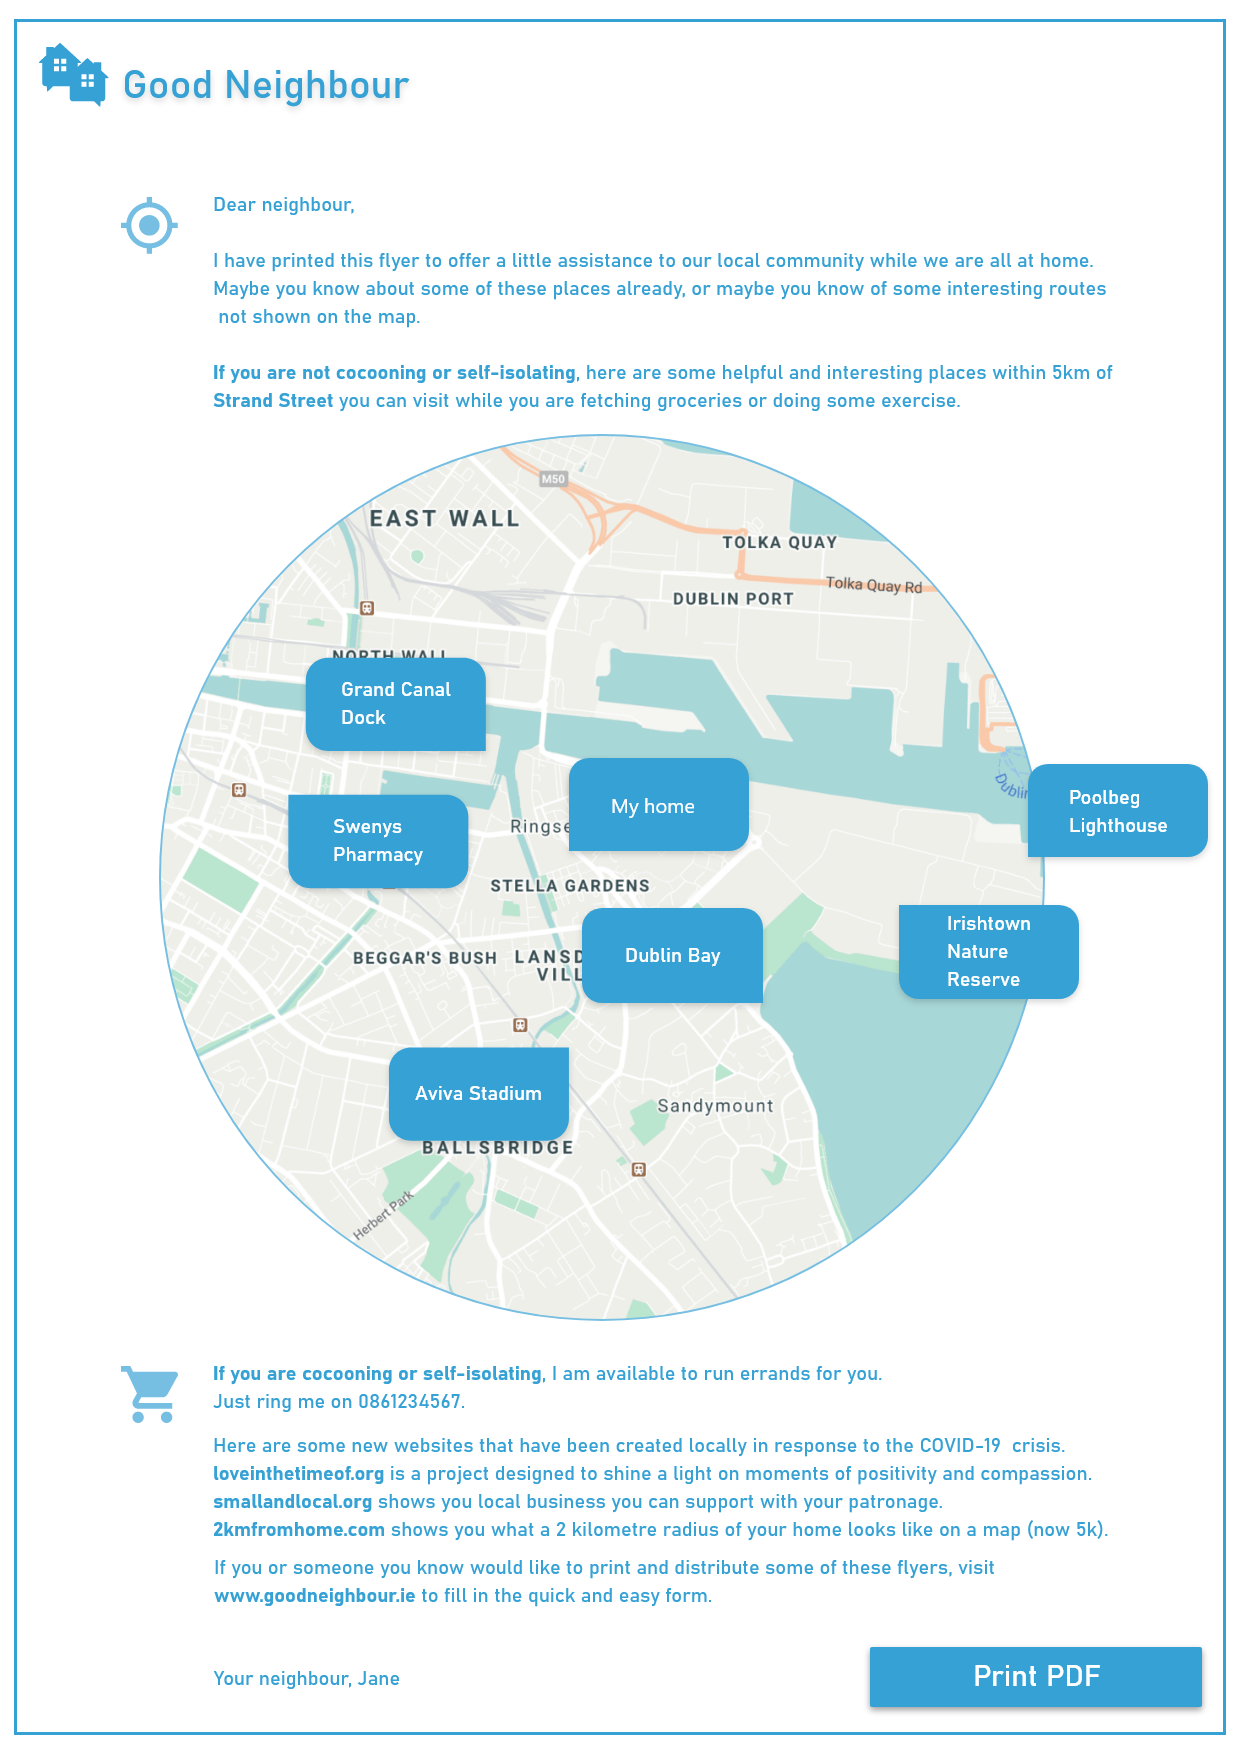 Good Neighbour
Dear neighbour,
I have printed this flyer to offer a little assistance to our local community while we are all at home.
Maybe you know about some of these places already, or maybe you know of some interesting routes
not shown on the map.
If you are not cocooning or self-isolating, here are some helpful and interesting places within 5km of
Strand Street you can visit while you are fetching groceries or doing some exercise.
M50
EAST WALL
TOLKA QUAY
Tolka Quay Rd
DUBLIN PORT
NORTH WALL
Grand Canal
Dock
My home
Poolbeg
Lighthouse
Dublin
Swenys
Pharmacy
Ringse
STELLA GARDENS
Irishtown
Nature
Reserve
Dublin Bay
BEGGAR'S BUSH
LANSD
VILL
Aviva Stadium
Sandymount
BALLSBRIDGE
Herbert Park
If you are cocooning or self-isolating, I am available to run errands for you.
Just ring me on 0861234567.
Here are some new websites that have been created locally in response to the COVID-19 crisis.
loveinthetimeof.org is a project designed to shine a light on moments of positivity and compassion.
smallandlocal.org shows you local business you can support with your patronage.
2kmfromhome.com shows you what a 2 kilometre radius of your home looks like on a map (now 5k).
If you or someone you know would like to print and distribute some of these flyers, visit
www.goodneighbour.ie to fill in the quick and easy form.
Your neighbour, Jane
Print PDF